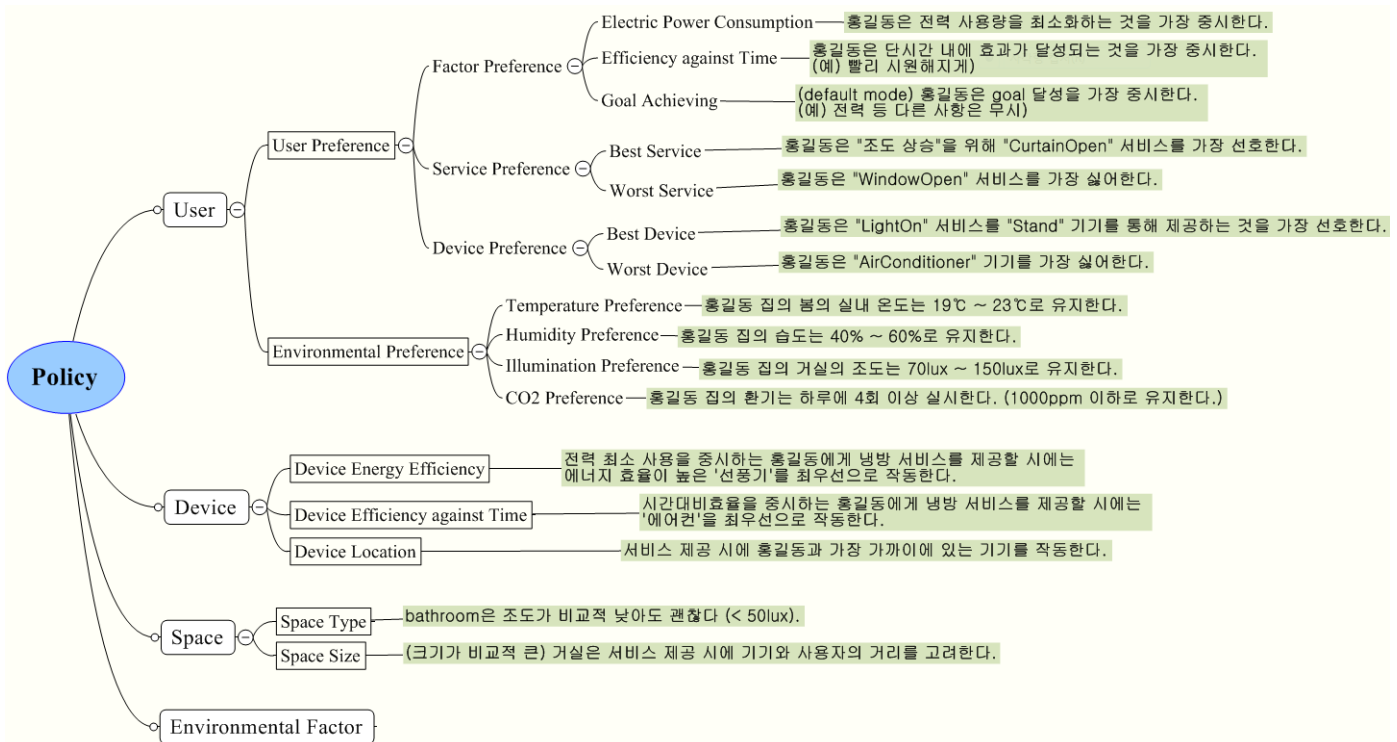 Policy
User
User Preference
Factor Preference
Electric Power Consumption
홍길동은 전력 사용량을 최소화하는 것을 가장 중시한다.
Efficiency against Time
홍길동은 단시간 내에 효과가 달성되는 것을 가장 중시한다.
(예) 빨리 시원해지게)
Goal Achieving
(default mode) 홍길동은 goal 달성을 가장 중시한다.
(예) 전력 등 다른 사항은 무시)
Service Preference
Best Service
홍길동은 "조도 상승"을 위해 "CurtainOpen" 서비스를 가장 선호한다.
Worst Service
홍길동은 "WindowOpen" 서비스를 가장 싫어한다.
Device Preference
Best Device
홍길동은 "LightOn" 서비스를 "Stand" 기기를 통해 제공하는 것을 가장 선호한다.
Worst Device
홍길동은 "AirConditioner" 기기를 가장 싫어한다.
Environmental Preference
Temperature Preference
홍길동 집의 봄의 실내 온도는 19℃ ~ 23℃로 유지한다.
Humidity Preference
홍길동 집의 습도는 40% ~ 60%로 유지한다.
Illumination Preference
홍길동 집의 거실의 조도는 70lux ~ 150lux로 유지한다.
CO2 Preference
홍길동 집의 환기는 하루에 4회 이상 실시한다. (1000ppm 이하로 유지한다.)
Device
Device Energy Efficiency
전력 최소 사용을 중시하는 홍길동에게 냉방 서비스를 제공할 시에는
에너지 효율이 높은 '선풍기'를 최우선으로 작동한다.
Device Efficiency against Time
시간대비효율을 중시하는 홍길동에게 냉방 서비스를 제공할 시에는
'에어컨'을 최우선으로 작동한다.
Device Location
서비스 제공 시에 홍길동과 가장 가까이에 있는 기기를 작동한다.
Space
Space Type
bathroom은 조도가 비교적 낮아도 괜찮다 (< 50lux).
Space Size
(크기가 비교적 큰) 거실은 서비스 제공 시에 기기와 사용자의 거리를 고려한다.
Environmental Factor